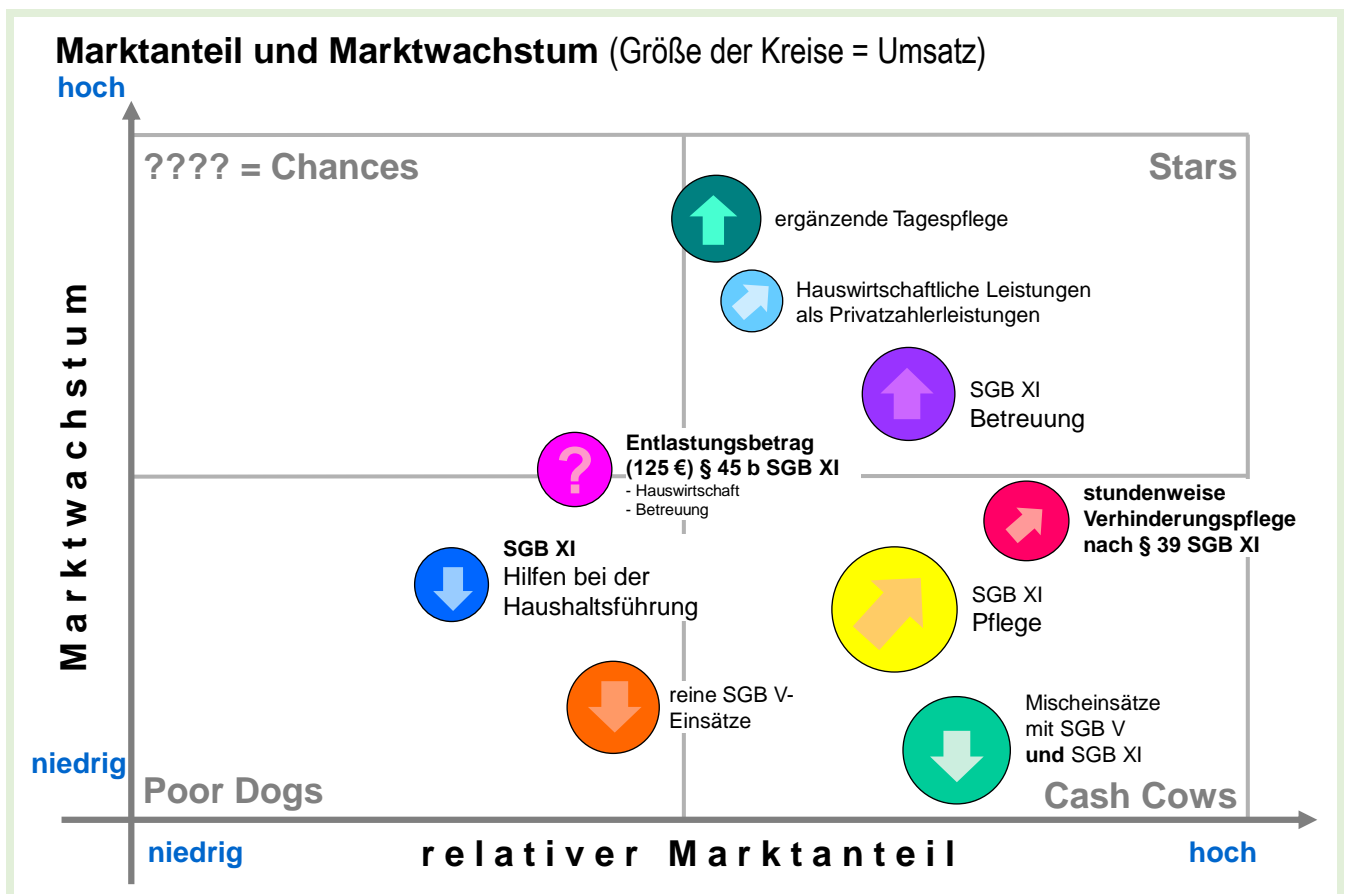 Marktanteil und Marktwachstum (Größe der Kreise = Umsatz)
hoch
???? = Chances
Stars
ergänzende Tagespflege
Hauswirtschaftliche Leistungen
als Privatzahlerleistungen
SGB XI
Betreuung
Entlastungsbetrag
(125 €) § 45 b SGB XI
- Hauswirtschaft
- Betreuung
?
stundenweise
Verhinderungspflege
nach § 39 SGB XI
SGB XI
Hilfen bei der
Haushaltsführung
SGB XI
Pflege
reine SGB V-
Einsätze
Mischeinsätze
mit SGB V
und SGB XI
Marktwachstum
niedrig
Poor Dogs
Cash Cows
niedrig
relativer Marktanteil
hoch